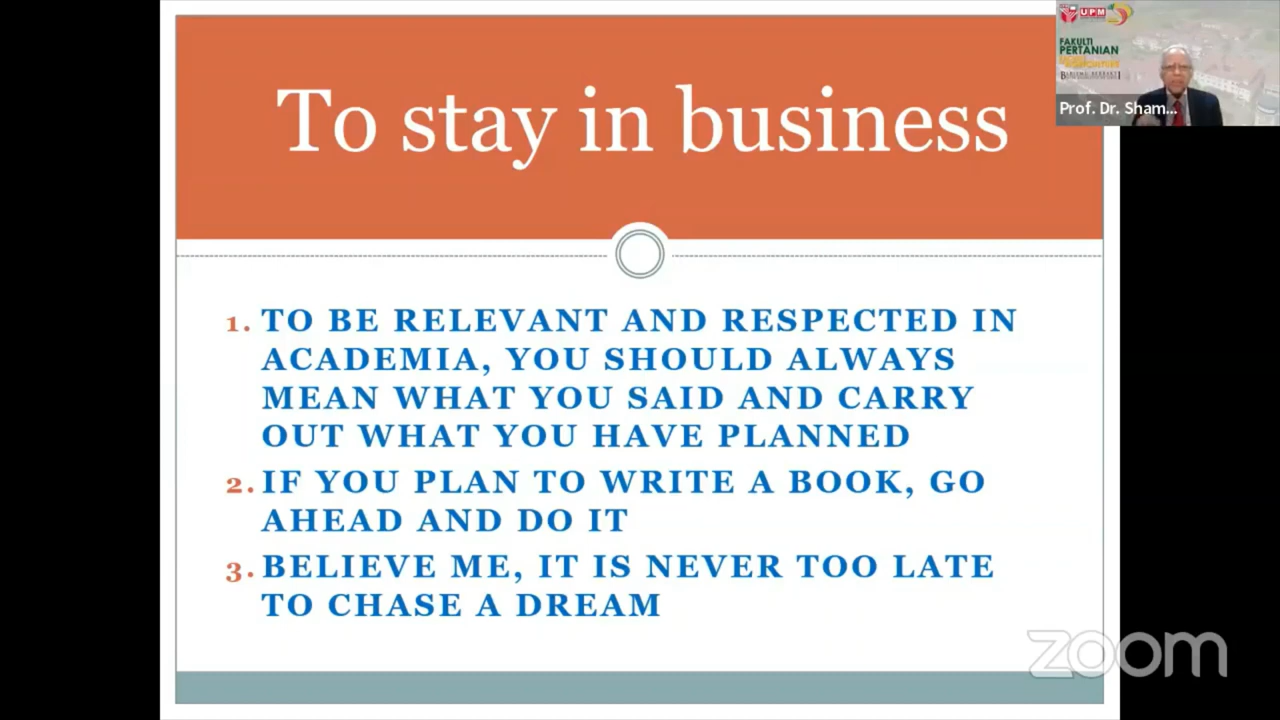 To stay in business
1. TO BE RELEVANT AND RESPECTED IN
ACADEMIA, YOU SHOULD ALWAYS
MEAN WHAT YOU SAID AND CARRY
OUT WHAT YOU HAVE PLANNED
2. IF YOU PLAN TO WRITE A BOOK, GO
AHEAD AND DO IT
3. BELIEVE ME, IT IS NEVER TOO LATE
TO CHASE A DREAM
UPM
FAKULTI
PERTANIAN
Prof. Dr. Sham...
zoom